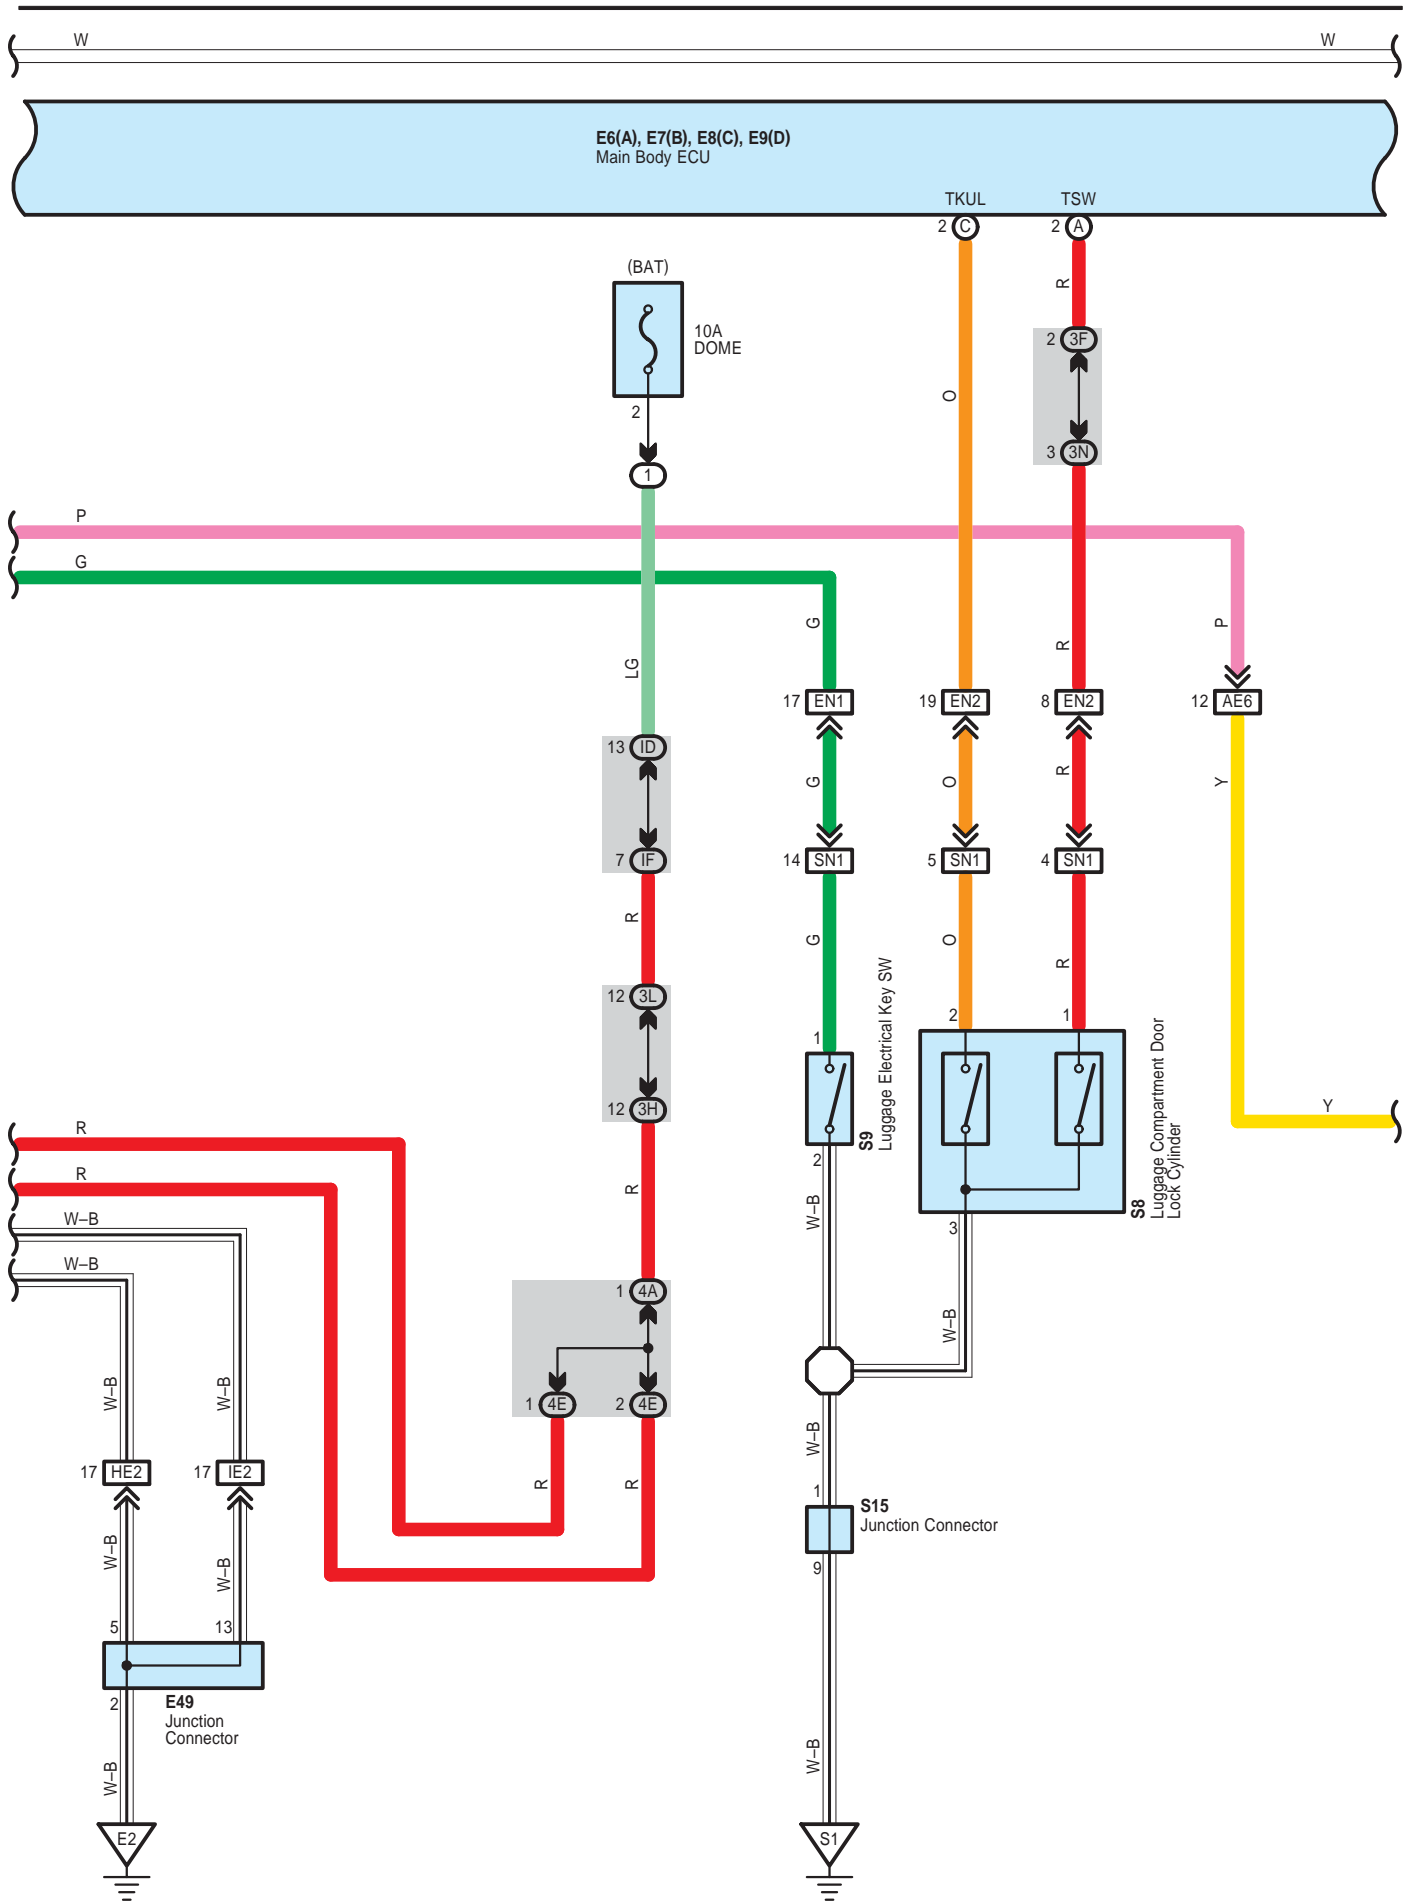 W
W
E6(A), E7(B), E8(C), E9(D)
Main Body ECU
TKUL
TSW
2 C
2 A
(BAT)
R
10A
DOME
2 3F
2
O
3 3N
1
P
G
G
P
LG
R
17 EN1
19 EN2
8 EN2
12 AE6
13 ID
G
O
R
Y
7 IF
14 SN1
5 SN1
4 SN1
R
G
O
R
12 3L
2
1
1
S9
Luggage Electrical Key SW
12 3H
S8
Luggage Compartment Door
Lock Cylinder
Y
R
R
2
R
W–B
W–B
3
W–B
1 4A
W–B
W–B
W–B
1 4E
2 4E
W–B
17 HE2
17 IE2
R
R
1
S15
Junction Connector
W–B
W–B
9
5
13
2
E49
Junction
Connector
W–B
W–B
E2
S1